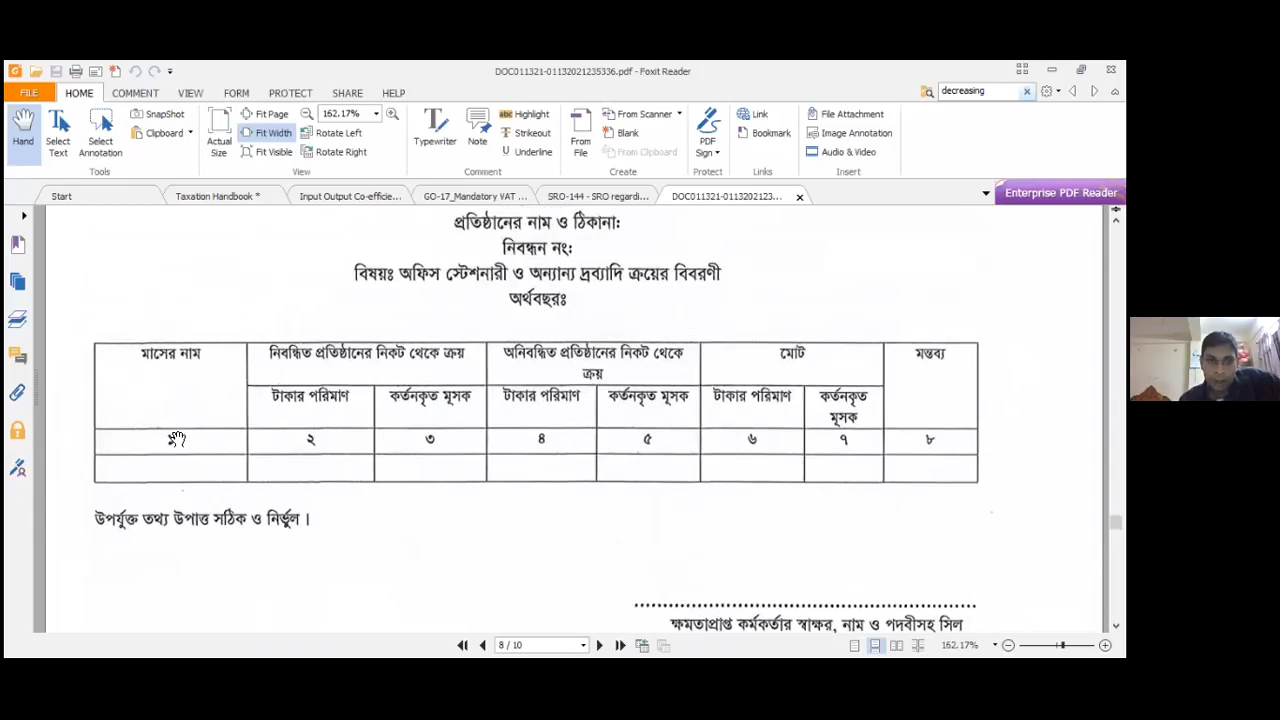 DOC011321-01132021235336.pdf - Foxit Reader
FILE HOME COMMENT VIEW FORM PROTECT SHARE HELP
decreasing
Hand
Select Text
Select Annotation
SnapShot
Clipboard
Tools
Actual Size
Fit Page
Fit Width
Fit Visible
162.17%
Rotate Left
Rotate Right
View
Typewriter
Note
Highlight
Strikeout
Underline
Comment
From File
From Scanner
Blank
From Clipboard
Create
PDF Sign
Protect
Link
Bookmark
Links
File Attachment
Image Annotation
Audio & Video
Insert
Start Taxation Handbook * Input Output Co-efficie... GO-17_Mandatory VAT ... SRO-144 - SRO regardi... DOC011321-0113202123...
Enterprise PDF Reader
প্রতিষ্ঠানের নাম ও ঠিকানা:
নিবন্ধন নং:
বিষয়ঃ অফিস স্টেশনারী ও অন্যান্য দ্রব্যাদি ক্রয়ের বিবরণী
অর্থবছরঃ
মাসের নাম নিবন্ধিত প্রতিষ্ঠানের নিকট থেকে ক্রয় অনিবন্ধিত প্রতিষ্ঠানের নিকট থেকে ক্রয় মোট মন্তব্য
টাকার পরিমাণ কর্তনকৃত মূসক টাকার পরিমাণ কর্তনকৃত মূসক টাকার পরিমাণ কর্তনকৃত মূসক
২ ৩ ৪ ৫ ৬ ৭ ৮
উপর্যুক্ত তথ্য উপাত্ত সঠিক ও নির্ভুল।
ক্ষমতাপ্রাপ্ত কর্মকর্তার স্বাক্ষর, নাম ও পদবীসহ সিল
8 / 10
162.17%